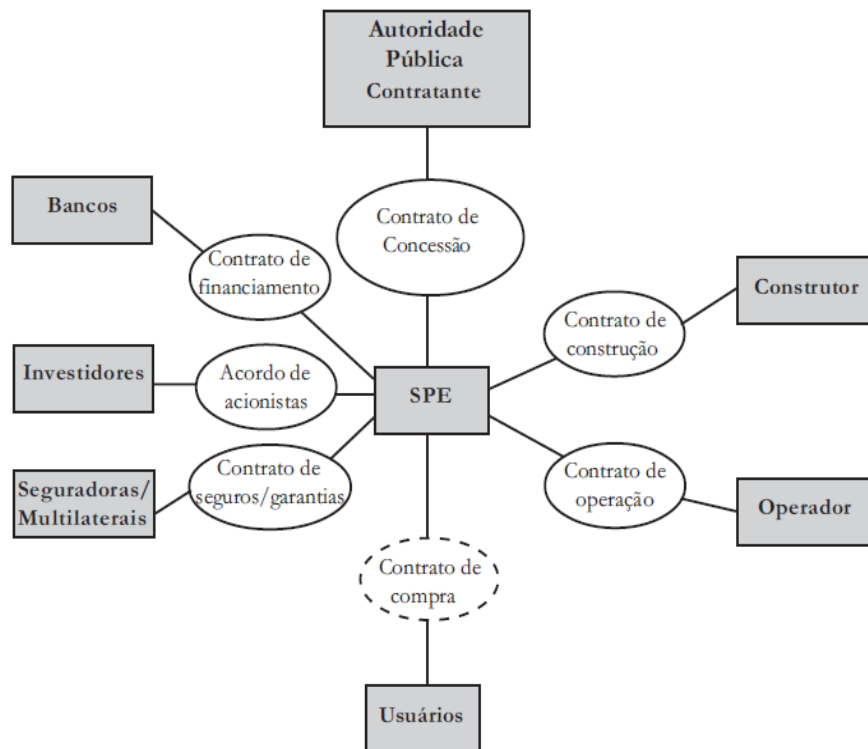 Autoridade
Pública
Contratante
Contrato de
Concessão
Bancos
Contrato de
financiamento
Construtor
Contrato de
construção
Investidores
Acordo de
acionistas
SPE
Seguradoras/
Multilaterais
Contrato de
seguros/garantias
Contrato de
operação
Operador
Contrato de
compra
Usuários